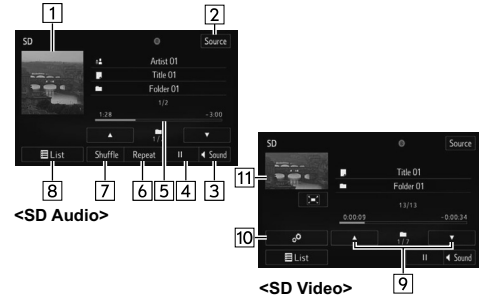 1
2
SD
Source
Artist 01
Title 01
Folder 01
1/2
1:28
-3:00
1/
List
Shuffle
Repeat
II
Sound
8
7
6
5
4
3
<SD Audio>
SD
Source
11
Title 01
Folder 01
13/13
0:00:09
-0:00:34
10
1/7
List
II
Sound
9
<SD Video>